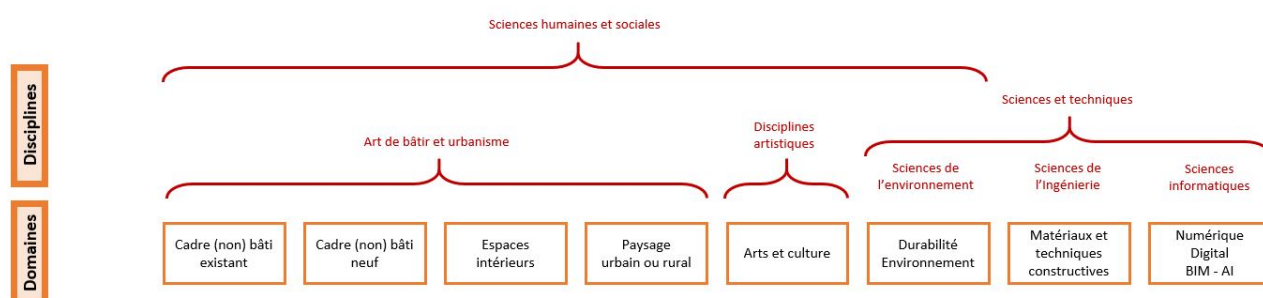 Sciences humaines et sociales
Disciplines
Sciences et techniques
Art de bâtir et urbanisme
Disciplines
artistiques
Sciences de
l'environnement
Sciences de
l'Ingénierie
Sciences
informatiques
Domaines
Cadre (non) bâti
existant
Cadre (non) bâti
neuf
Espaces
intérieurs
Paysage
urbain ou rural
Arts et culture
Durabilité
Environnement
Matériaux et
techniques
constructives
Numérique
Digital
BIM - AI